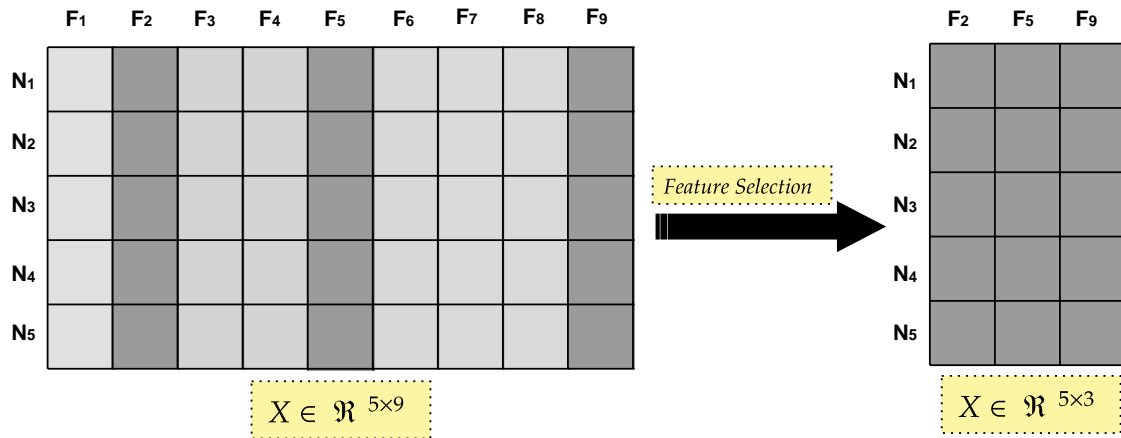 F1 F2 F3 F4 F5 F6 F7 F8 F9
N1
N2
N3
N4
N5
X ∈ ℜ 5×9
Feature Selection
F2 F5 F9
N1
N2
N3
N4
N5
X ∈ ℜ 5×3